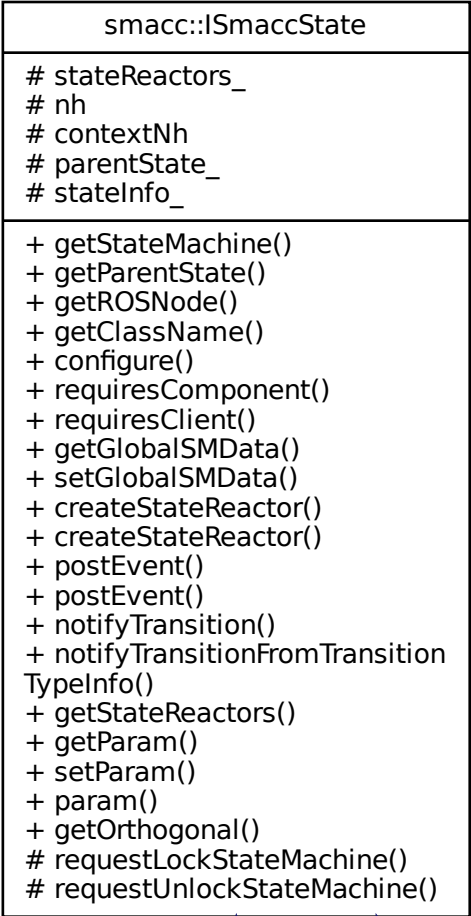 smacc::ISmaccState
# stateReactors_
# nh
# contextNh
# parentState_
# stateInfo_
+ getStateMachine()
+ getParentState()
+ getROSNode()
+ getClassName()
+ configure()
+ requiresComponent()
+ requiresClient()
+ getGlobalSMData()
+ setGlobalSMData()
+ createStateReactor()
+ createStateReactor()
+ postEvent()
+ postEvent()
+ notifyTransition()
+ notifyTransitionFromTransition
TypeInfo()
+ getStateReactors()
+ getParam()
+ setParam()
+ param()
+ getOrthogonal()
# requestLockStateMachine()
# requestUnlockStateMachine()